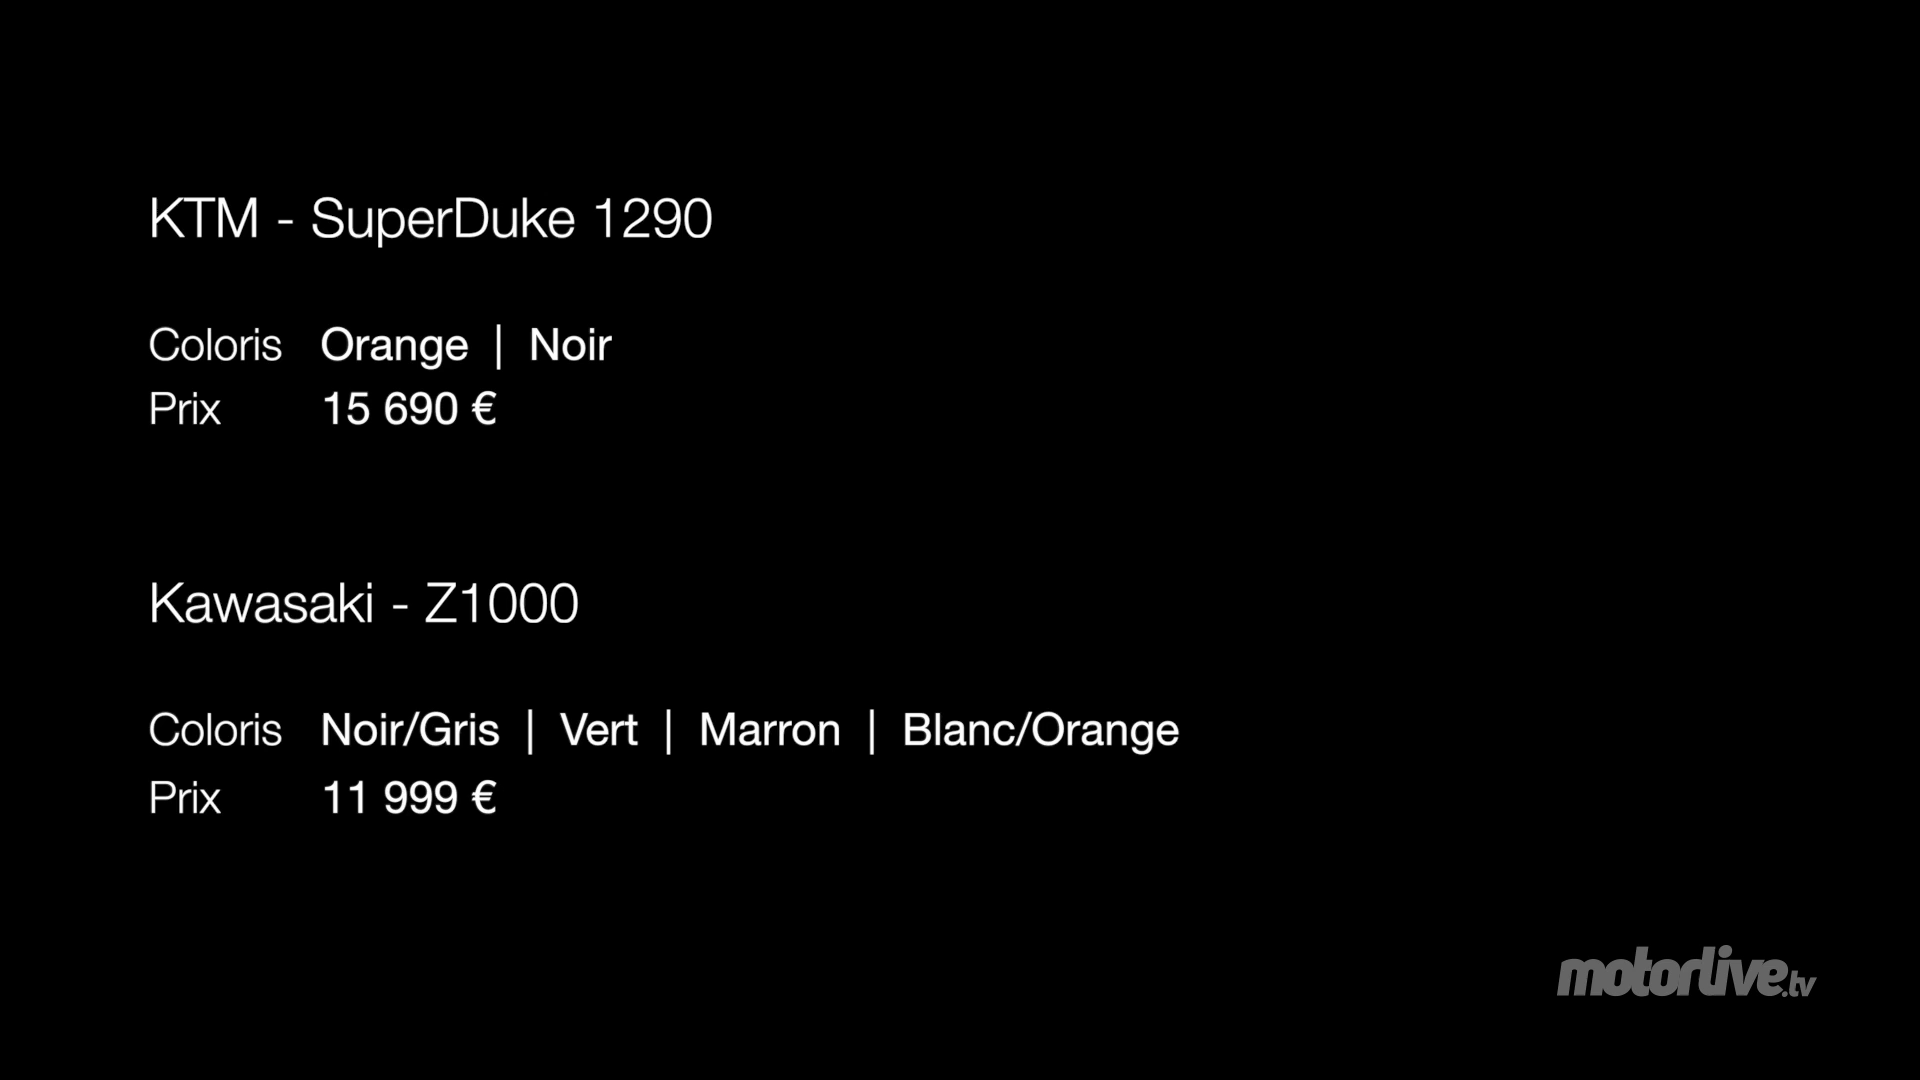 KTM - SuperDuke 1290
Coloris Orange | Noir
Prix 15 690 €
Kawasaki - Z1000
Coloris Noir/Gris | Vert | Marron | Blanc/Orange
Prix 11 999 €
motorlive.tv